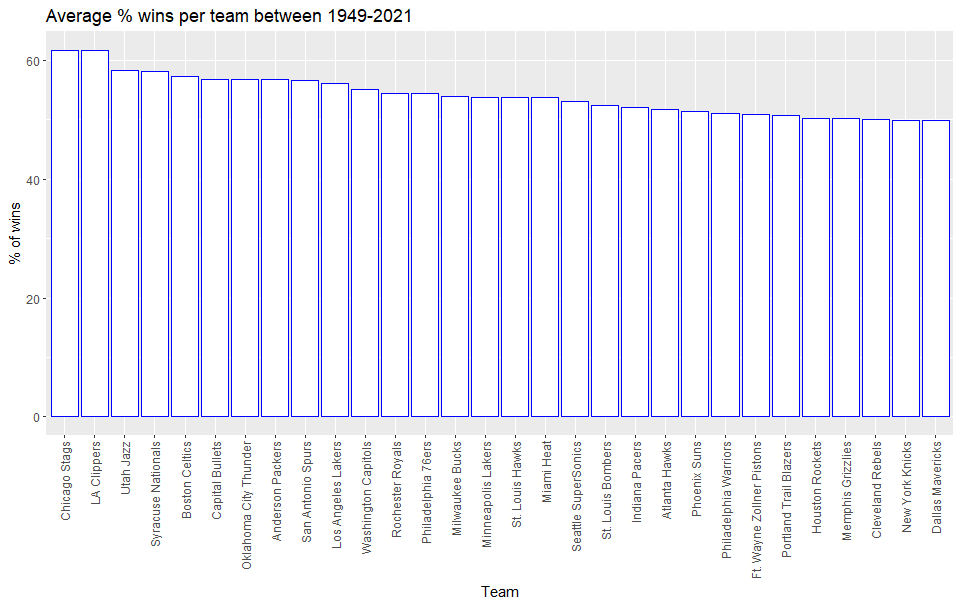 Average % wins per team between 1949-2021
% of wins
60
40
20
0
Chicago Stags
LA Clippers
Utah Jazz
Syracuse Nationals
Boston Celtics
Capital Bullets
Oklahoma City Thunder
Anderson Packers
San Antonio Spurs
Los Angeles Lakers
Washington Capitols
Rochester Royals
Philadelphia 76ers
Milwaukee Bucks
Minneapolis Lakers
St. Louis Hawks
Miami Heat
Seattle SuperSonics
St. Louis Bombers
Indiana Pacers
Atlanta Hawks
Phoenix Suns
Philadelphia Warriors
Ft. Wayne Zollner Pistons
Portland Trail Blazers
Houston Rockets
Memphis Grizzlies
Cleveland Rebels
New York Knicks
Dallas Mavericks
Team